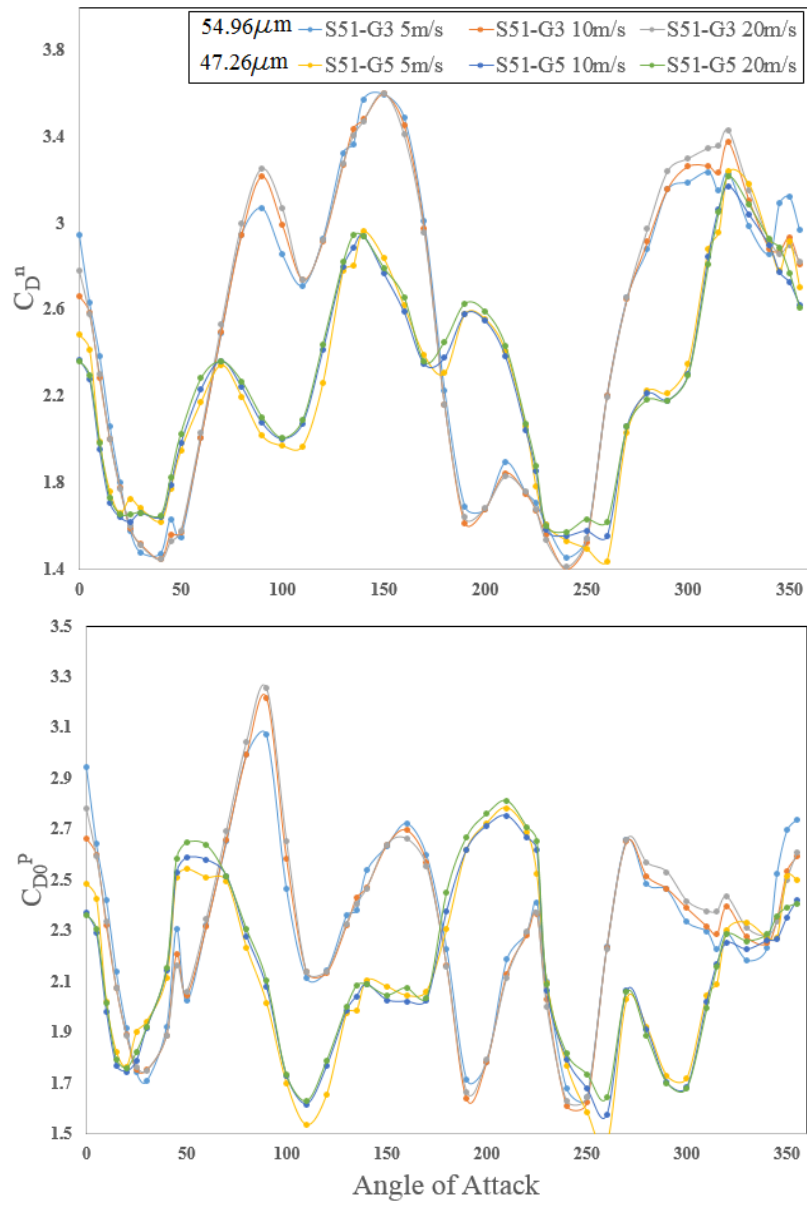 54.96μm S51-G3 5m/s S51-G3 10m/s S51-G3 20m/s
47.26μm S51-G5 5m/s S51-G5 10m/s S51-G5 20m/s
3.8
3.4
3
2.6
2.2
1.8
1.4
C_D^n
0 50 100 150 200 250 300 350
3.5
3.3
3.1
2.9
2.7
2.5
2.3
2.1
1.9
1.7
1.5
C_D0^P
0 50 100 150 200 250 300 350
Angle of Attack